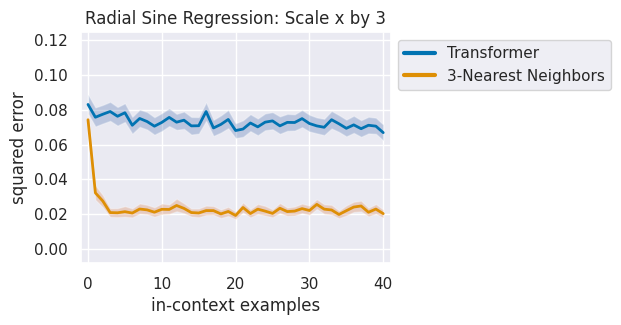 Radial Sine Regression: Scale x by 3
0.12
0.10
0.08
0.06
0.04
0.02
0.00
squared error
0
10
20
30
40
in-context examples
Transformer
3-Nearest Neighbors